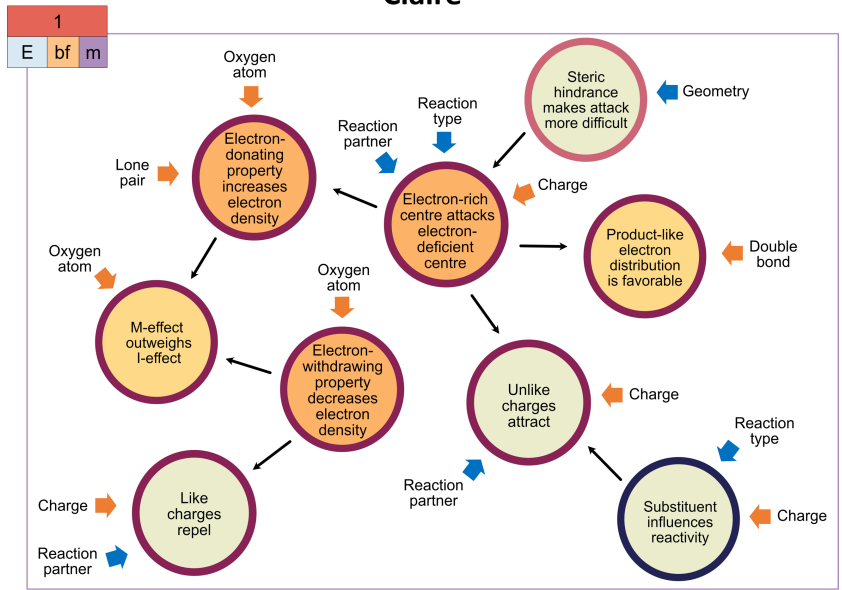 Claire
1
E bf m
Oxygen
atom
Electron-
donating
property
increases
electron
density
Lone
pair
Reaction
partner
Reaction
type
Steric
hindrance
makes attack
more difficult
Geometry
Electron-rich
centre attacks
electron-
deficient
centre
Charge
Product-like
electron
distribution
is favorable
Double
bond
Oxygen
atom
M-effect
outweighs
I-effect
Oxygen
atom
Electron-
withdrawing
property
decreases
electron
density
Unlike
charges
attract
Charge
Reaction
partner
Reaction
type
Substituent
influences
reactivity
Charge
Like
charges
repel
Charge
Reaction
partner